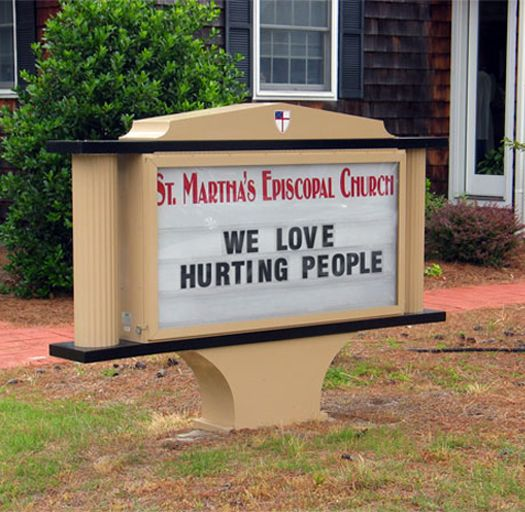 St. Martha's Episcopal Church
WE LOVE
HURTING PEOPLE